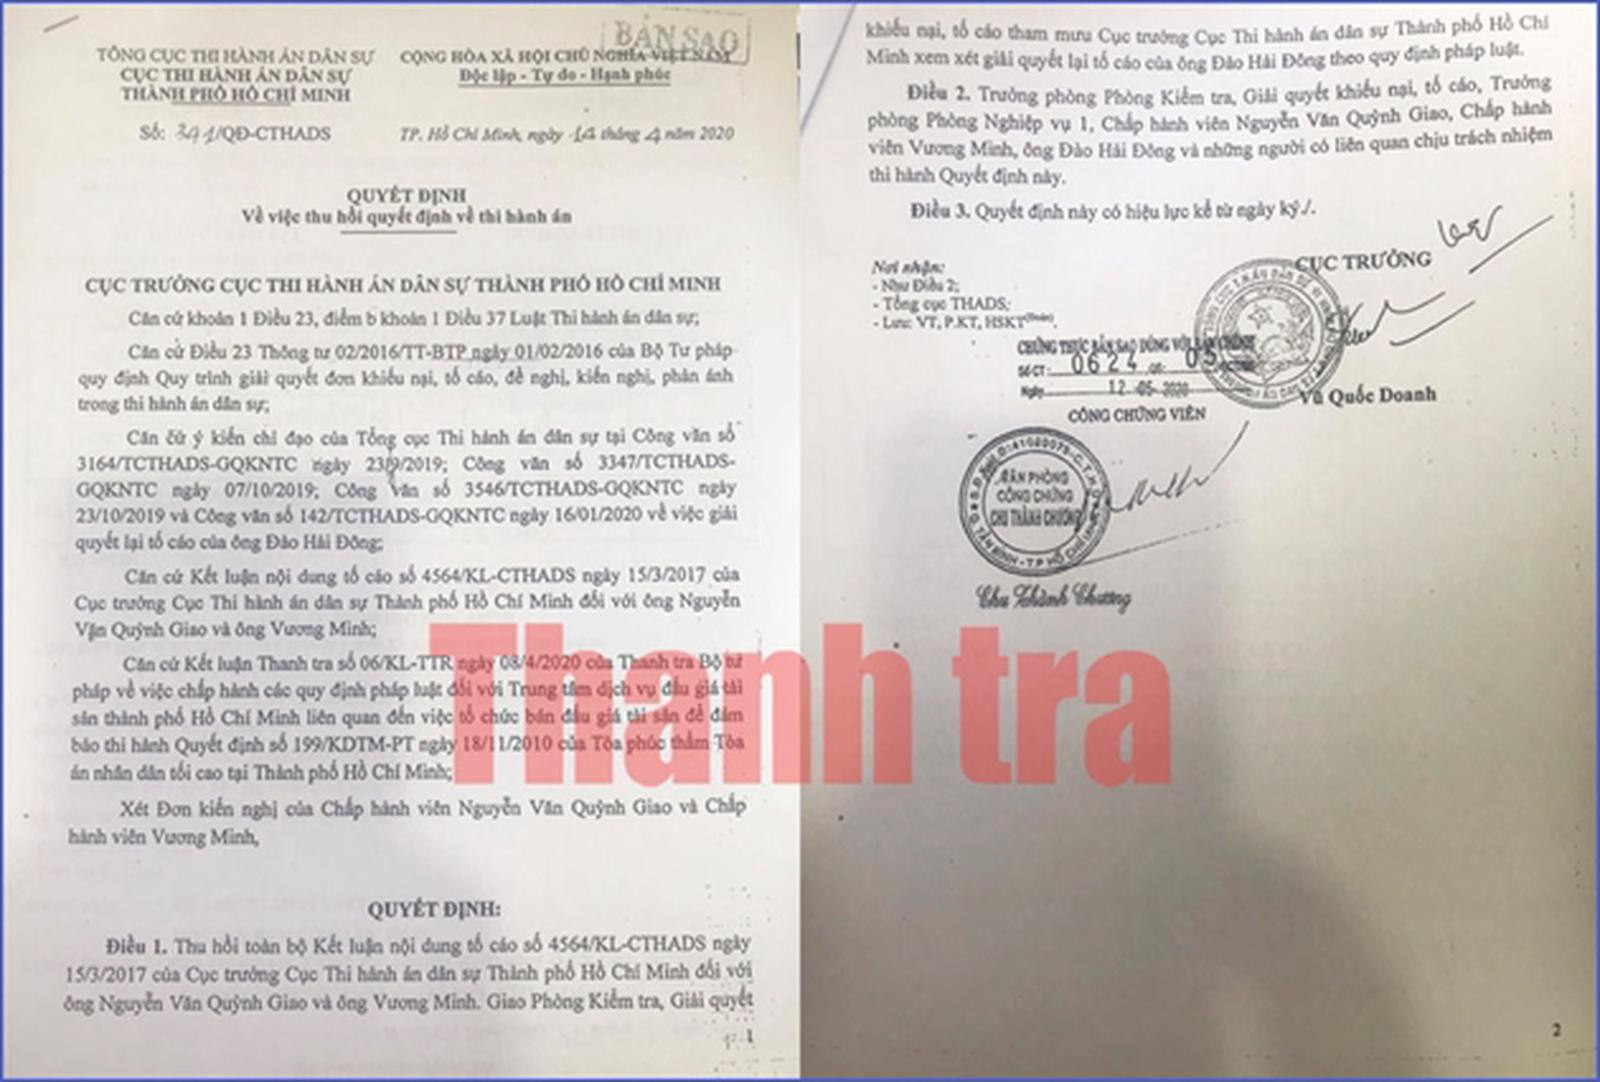 BẢN SAO
TỔNG CỤC THI HÀNH ÁN DÂN SỰ
CỤC THI HÀNH ÁN DÂN SỰ
THÀNH PHỐ HỒ CHÍ MINH
Số: 391/QĐ-CTHADS
CỘNG HÒA XÃ HỘI CHỦ NGHĨA VIỆT NAM
Độc lập - Tự do - Hạnh phúc
TP. Hồ Chí Minh, ngày 14 tháng 4 năm 2020
QUYẾT ĐỊNH
Về việc thu hồi quyết định về thi hành án
CỤC TRƯỞNG CỤC THI HÀNH ÁN DÂN SỰ THÀNH PHỐ HỒ CHÍ MINH
Căn cứ khoản 1 Điều 23, điểm b khoản 1 Điều 37 Luật Thi hành án dân sự;
Căn cứ Điều 23 Thông tư 02/2016/TT-BTP ngày 01/02/2016 của Bộ Tư pháp
quy định Quy trình giải quyết đơn khiếu nại, tố cáo, đề nghị, kiến nghị, phản ánh
trong thi hành án dân sự;
Căn cứ ý kiến chỉ đạo của Tổng cục Thi hành án dân sự tại Công văn số
3164/TCTHADS-GQKNTC ngày 23/9/2019; Công văn số 3347/TCTHADS-
GQKNTC ngày 07/10/2019; Công văn số 3546/TCTHADS-GQKNTC ngày
23/10/2019 và Công văn số 142/TCTHADS-GQKNTC ngày 16/01/2020 về việc giải
quyết lại tố cáo của ông Đào Hải Đông;
Căn cứ Kết luận nội dung tố cáo số 4564/KL-CTHADS ngày 15/3/2017 của
Cục trưởng Cục Thi hành án dân sự Thành phố Hồ Chí Minh đối với ông Nguyễn
Văn Quỳnh Giao và ông Vương Minh;
Căn cứ Kết luận Thanh tra số 06/KL-TTR ngày 08/4/2020 của Thanh tra Bộ tư
pháp về việc chấp hành các quy định pháp luật đối với Trung tâm dịch vụ đấu giá tài
sản thành phố Hồ Chí Minh liên quan đến việc tổ chức bán đấu giá tài sản để đảm
bảo thi hành Quyết định số 199/KDTM-PT ngày 18/11/2010 của Tòa phúc thẩm Tòa
án nhân dân tối cao tại Thành phố Hồ Chí Minh;
Xét Đơn kiến nghị của Chấp hành viên Nguyễn Văn Quỳnh Giao và Chấp
hành viên Vương Minh,
QUYẾT ĐỊNH:
Điều 1. Thu hồi toàn bộ Kết luận nội dung tố cáo số 4564/KL-CTHADS ngày
15/3/2017 của Cục trưởng Cục Thi hành án dân sự Thành phố Hồ Chí Minh đối với
ông Nguyễn Văn Quỳnh Giao và ông Vương Minh. Giao Phòng Kiểm tra, Giải quyết
1
khiếu nại, tố cáo tham mưu Cục trưởng Cục Thi hành án dân sự Thành phố Hồ Chí
Minh xem xét giải quyết lại tố cáo của ông Đào Hải Đông theo quy định pháp luật.
Điều 2. Trưởng phòng Phòng Kiểm tra, Giải quyết khiếu nại, tố cáo, Trưởng
phòng Phòng Nghiệp vụ 1, Chấp hành viên Nguyễn Văn Quỳnh Giao, Chấp hành
viên Vương Minh, ông Đào Hải Đông và những người có liên quan chịu trách nhiệm
thi hành Quyết định này.
Điều 3. Quyết định này có hiệu lực kể từ ngày ký./.
Nơi nhận:
- Như Điều 2;
- Tổng cục THADS;
- Lưu: VT, P.KT, HSKT
CỤC TRƯỞNG
Vũ Quốc Doanh
CHỨNG THỰC BẢN SAO ĐÚNG VỚI BẢN CHÍNH
Số CT: 0624 05
Ngày 12-05-2020
CÔNG CHỨNG VIÊN
VĂN PHÒNG
CÔNG CHỨNG
CHU THÀNH CHƯƠNG
Q. TÂN BÌNH - TP HỒ CHÍ MINH
Chu Thành Chương
Thanh tra
2